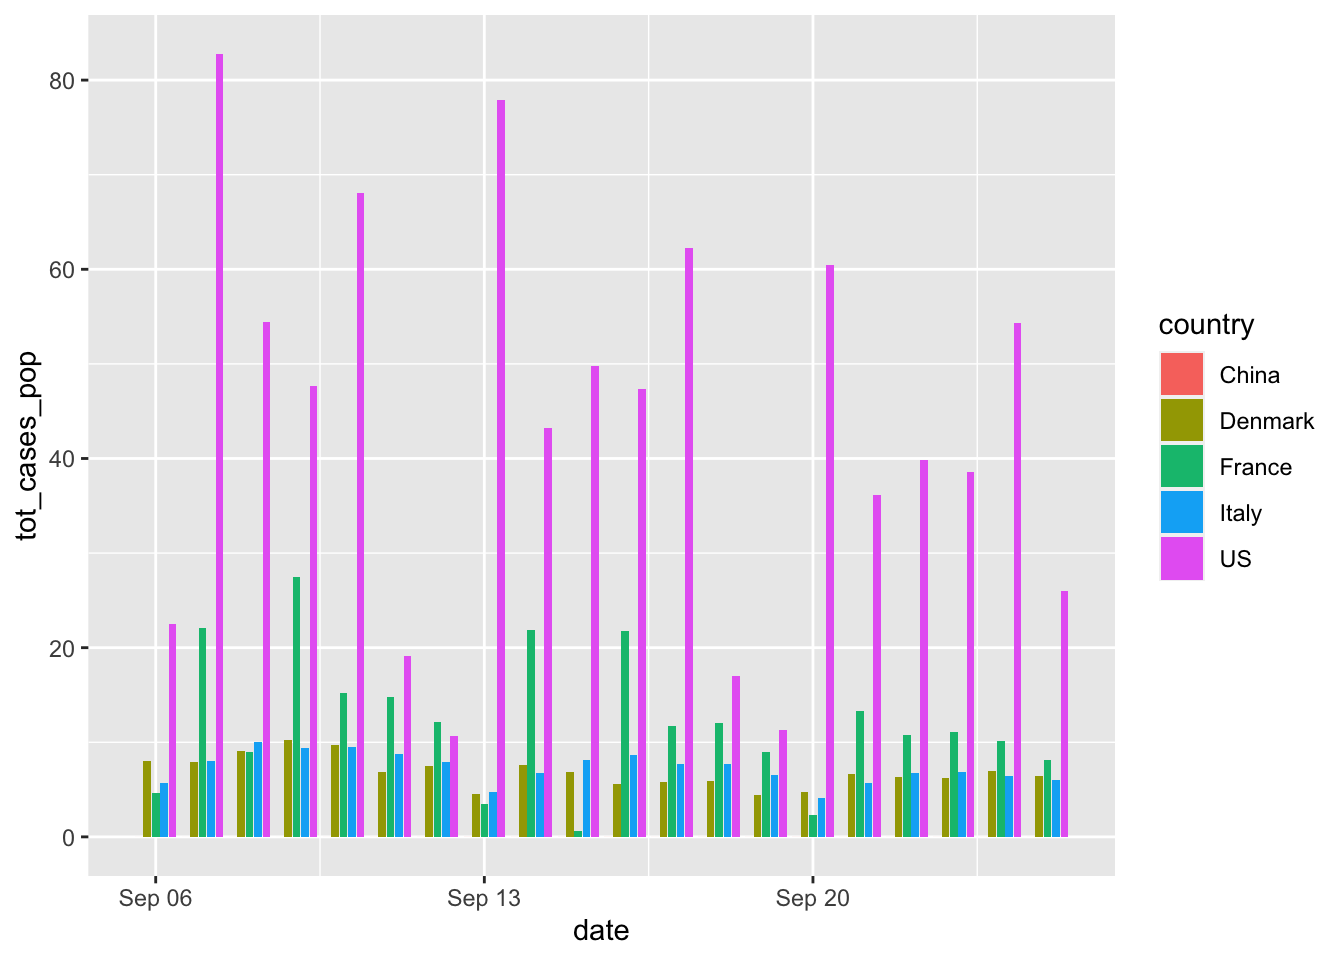 80
60
40
20
0
tot_cases_pop
Sep 06
Sep 13
Sep 20
date
country
China
Denmark
France
Italy
US